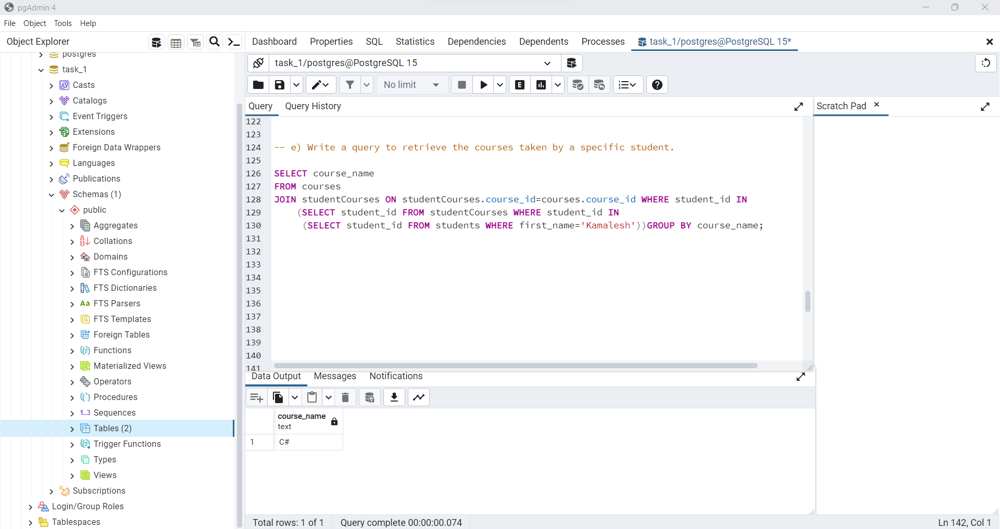 pgAdmin 4
File Object Tools Help
Object Explorer
Dashboard Properties SQL Statistics Dependencies Dependents Processes task_1/postgres@PostgreSQL 15*
postgres
task_1
Casts
Catalogs
Event Triggers
Extensions
Foreign Data Wrappers
Languages
Publications
Schemas (1)
public
Aggregates
Collations
Domains
FTS Configurations
FTS Dictionaries
Aa FTS Parsers
FTS Templates
Foreign Tables
Functions
Materialized Views
Operators
Procedures
1..3 Sequences
Tables (2)
Trigger Functions
Types
Views
Subscriptions
Login/Group Roles
Tablespaces
task_1/postgres@PostgreSQL 15
No limit E
Query Query History
Scratch Pad
122
123
124 -- e) Write a query to retrieve the courses taken by a specific student.
125
126 SELECT course_name
127 FROM courses
128 JOIN studentCourses ON studentCourses.course_id=courses.course_id WHERE student_id IN
129 (SELECT student_id FROM studentCourses WHERE student_id IN
130 (SELECT student_id FROM students WHERE first_name='Kamalesh'))GROUP BY course_name;
131
132
133
134
135
136
137
138
139
140
141
Data Output Messages Notifications
course_name
text
1 C#
Total rows: 1 of 1 Query complete 00:00:00.074 Ln 142, Col 1